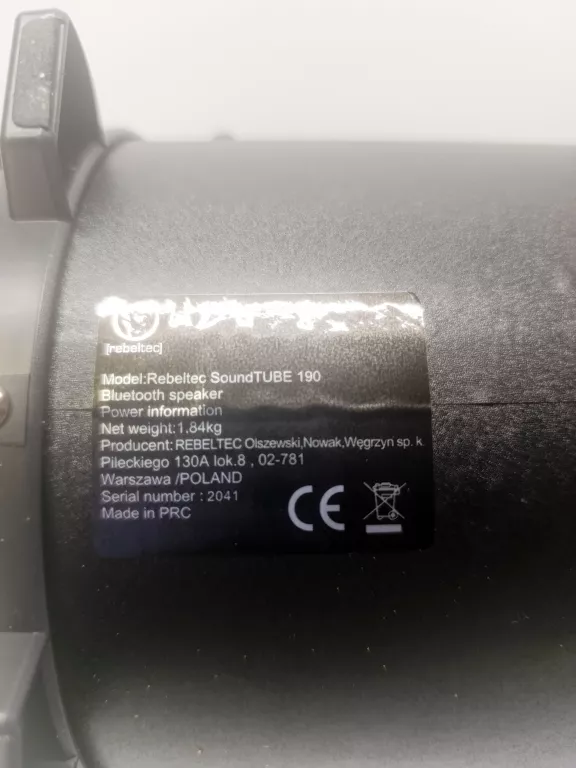 [rebeltec]
Model:Rebeltec SoundTUBE 190
Bluetooth speaker
Power information
Net weight:1.84kg
Producent: REBELTEC Olszewski,Nowak,Węgrzyn sp. k
Pileckiego 130A lok.8 , 02-781
Warszawa /POLAND
Serial number : 2041
Made in PRC
CE